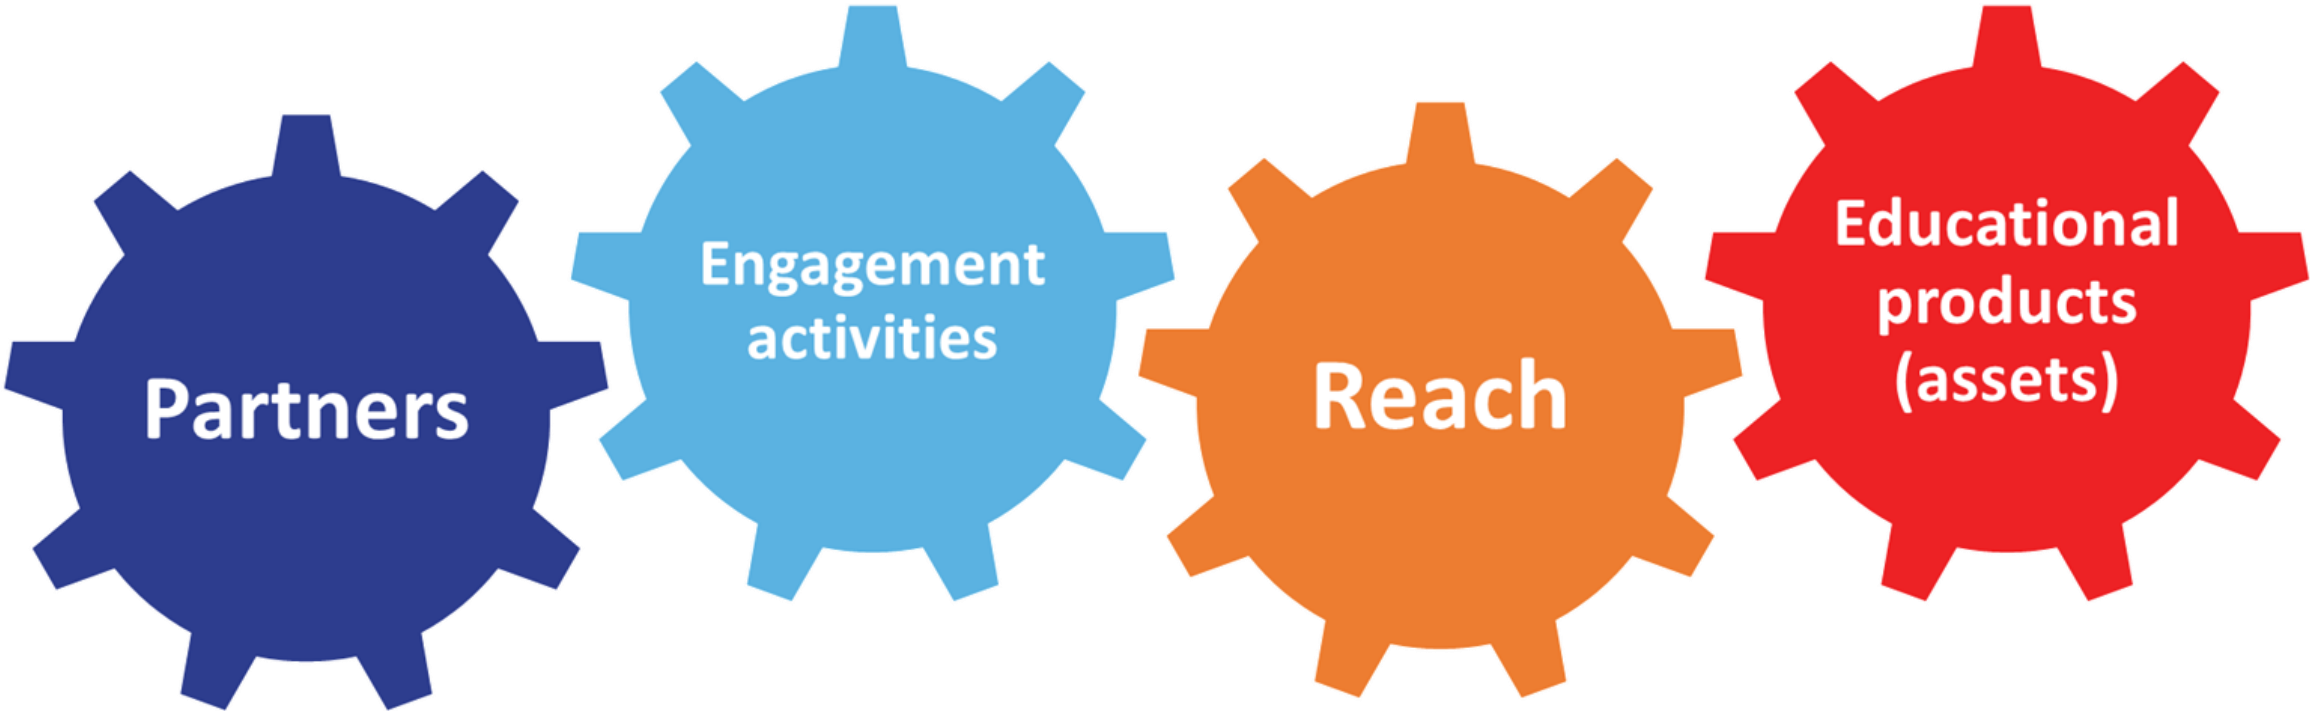 Partners
Engagement
activities
Reach
Educational
products
(assets)